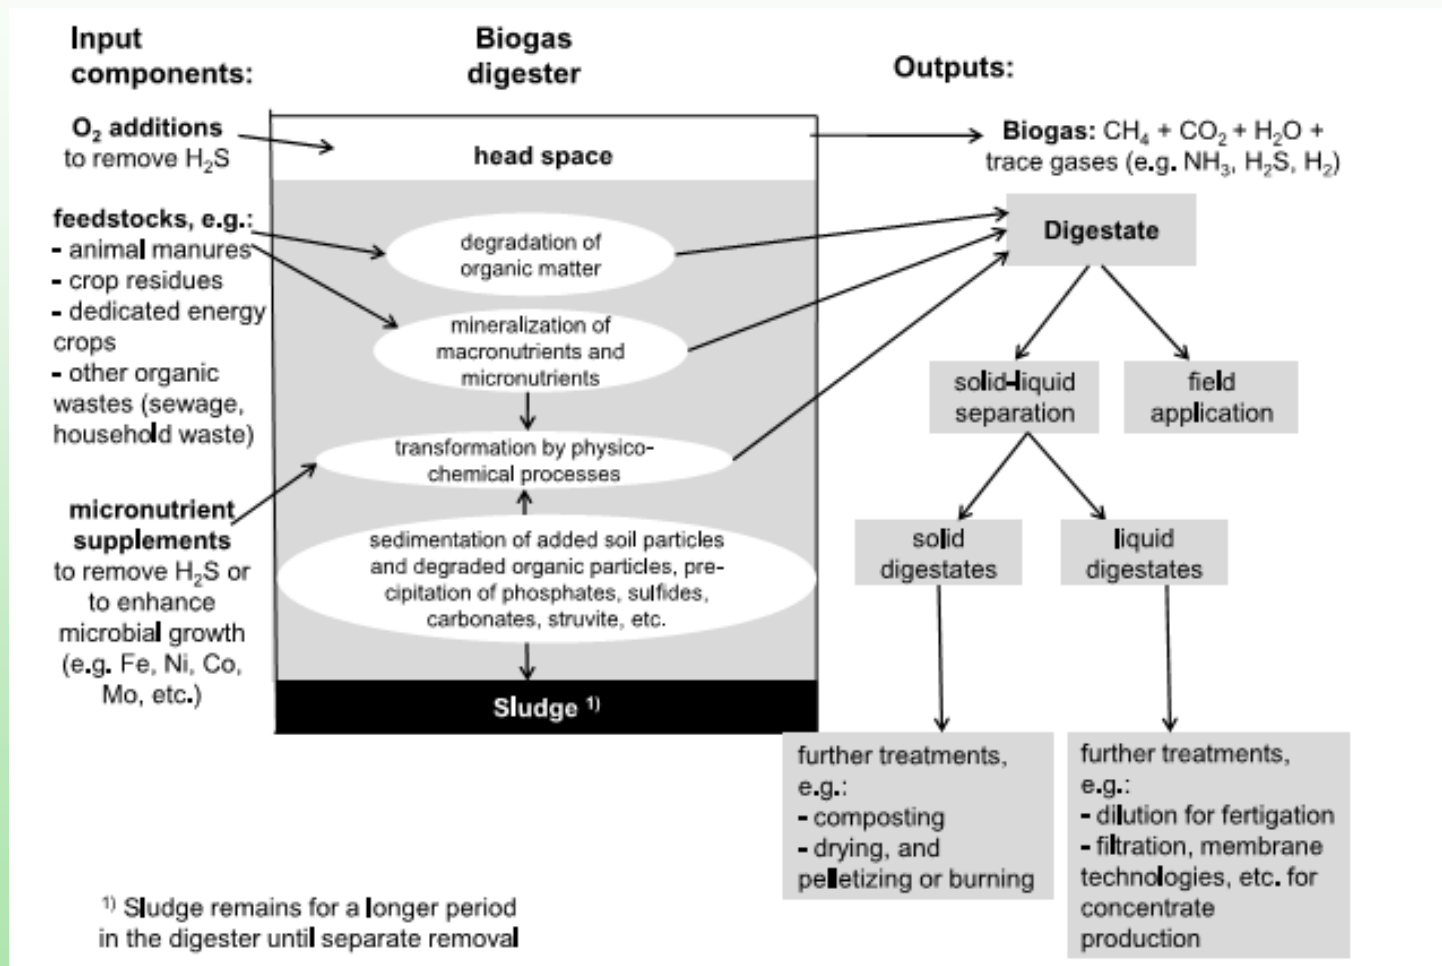 Input
components:
O₂ additions
to remove H₂S
feedstocks, e.g.:
- animal manures
- crop residues
- dedicated energy
crops
- other organic
wastes (sewage,
household waste)
micronutrient
supplements
to remove H₂S or
to enhance
microbial growth
(e.g. Fe, Ni, Co,
Mo, etc.)
Biogas
digester
head space
degradation of
organic matter
mineralization of
macronutrients and
micronutrients
transformation by physico-
chemical processes
sedimentation of added soil particles
and degraded organic particles, pre-
cipitation of phosphates, sulfides,
carbonates, struvite, etc.
Sludge ¹⁾
Outputs:
Biogas: CH₄ + CO₂ + H₂O +
trace gases (e.g. NH₃, H₂S, H₂)
Digestate
solid-liquid
separation
field
application
solid
digestates
liquid
digestates
further treatments,
e.g.:
- composting
- drying, and
pelletizing or burning
further treatments,
e.g.:
- dilution for fertigation
- filtration, membrane
technologies, etc. for
concentrate
production
¹⁾ Sludge remains for a longer period
in the digester until separate removal